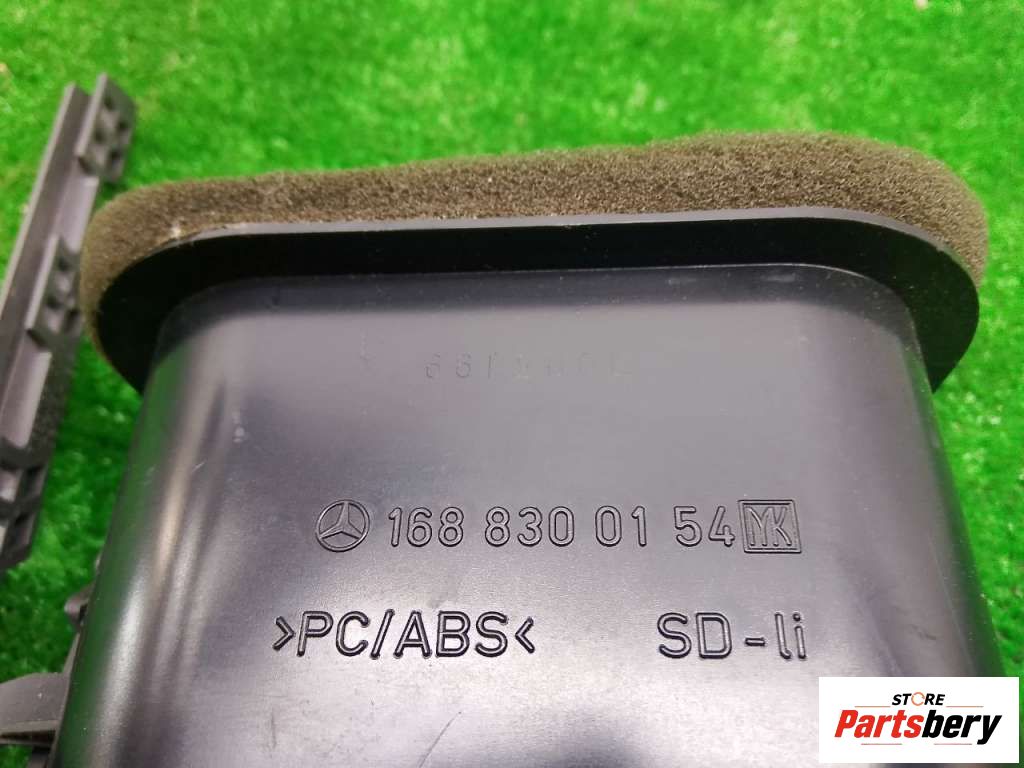 168 830 01 54 MK
>PC/ABS< SD-li
STORE
Partsbery